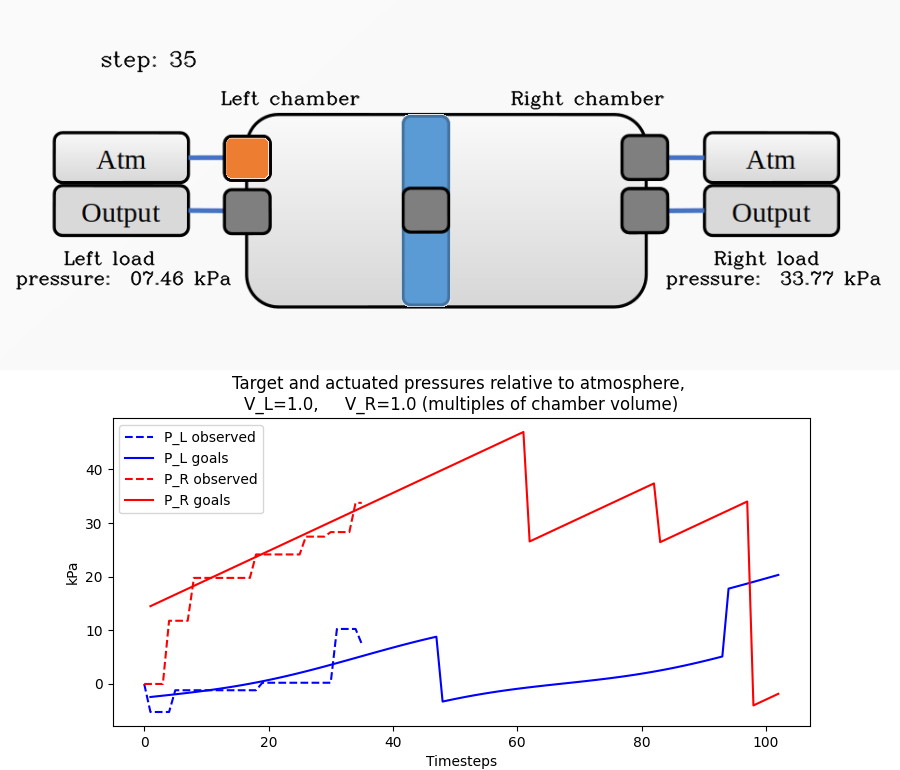 step: 35
Left chamber
Right chamber
Atm
Atm
Output
Output
Left load
pressure: 07.46 kPa
Right load
pressure: 33.77 kPa
Target and actuated pressures relative to atmosphere,
V_L=1.0, V_R=1.0 (multiples of chamber volume)
P_L observed
P_L goals
P_R observed
P_R goals
kPa
40
30
20
10
0
0 20 40 60 80 100
Timesteps